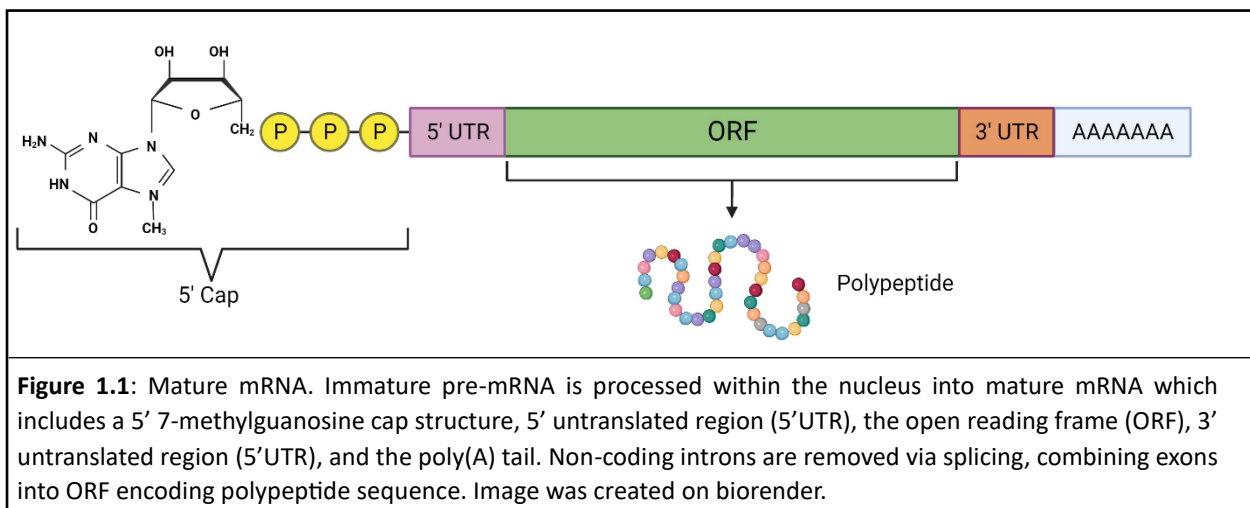 OH OH
O
CH₂ P P P 5' UTR ORF 3' UTR AAAAAAA
H₂N N N
HN N
O CH₃
5' Cap
Polypeptide
Figure 1.1: Mature mRNA. Immature pre-mRNA is processed within the nucleus into mature mRNA which
includes a 5’ 7-methylguanosine cap structure, 5’ untranslated region (5’UTR), the open reading frame (ORF), 3’
untranslated region (5’UTR), and the poly(A) tail. Non-coding introns are removed via splicing, combining exons
into ORF encoding polypeptide sequence. Image was created on biorender.